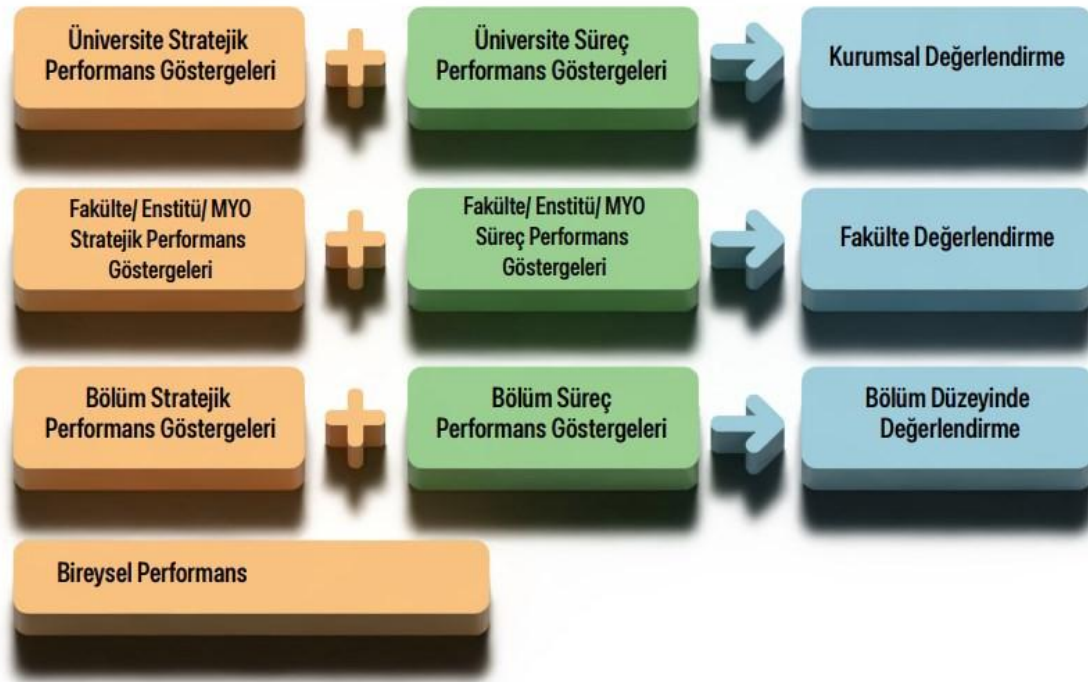 Üniversite Stratejik
Performans Göstergeleri
Üniversite Süreç
Performans Göstergeleri
Kurumsal Değerlendirme
Fakülte/ Enstitü/ MYO
Stratejik Performans
Göstergeleri
Fakülte/ Enstitü/ MYO
Süreç Performans
Göstergeleri
Fakülte Değerlendirme
Bölüm Stratejik
Performans Göstergeleri
Bölüm Süreç
Performans Göstergeleri
Bölüm Düzeyinde
Değerlendirme
Bireysel Performans